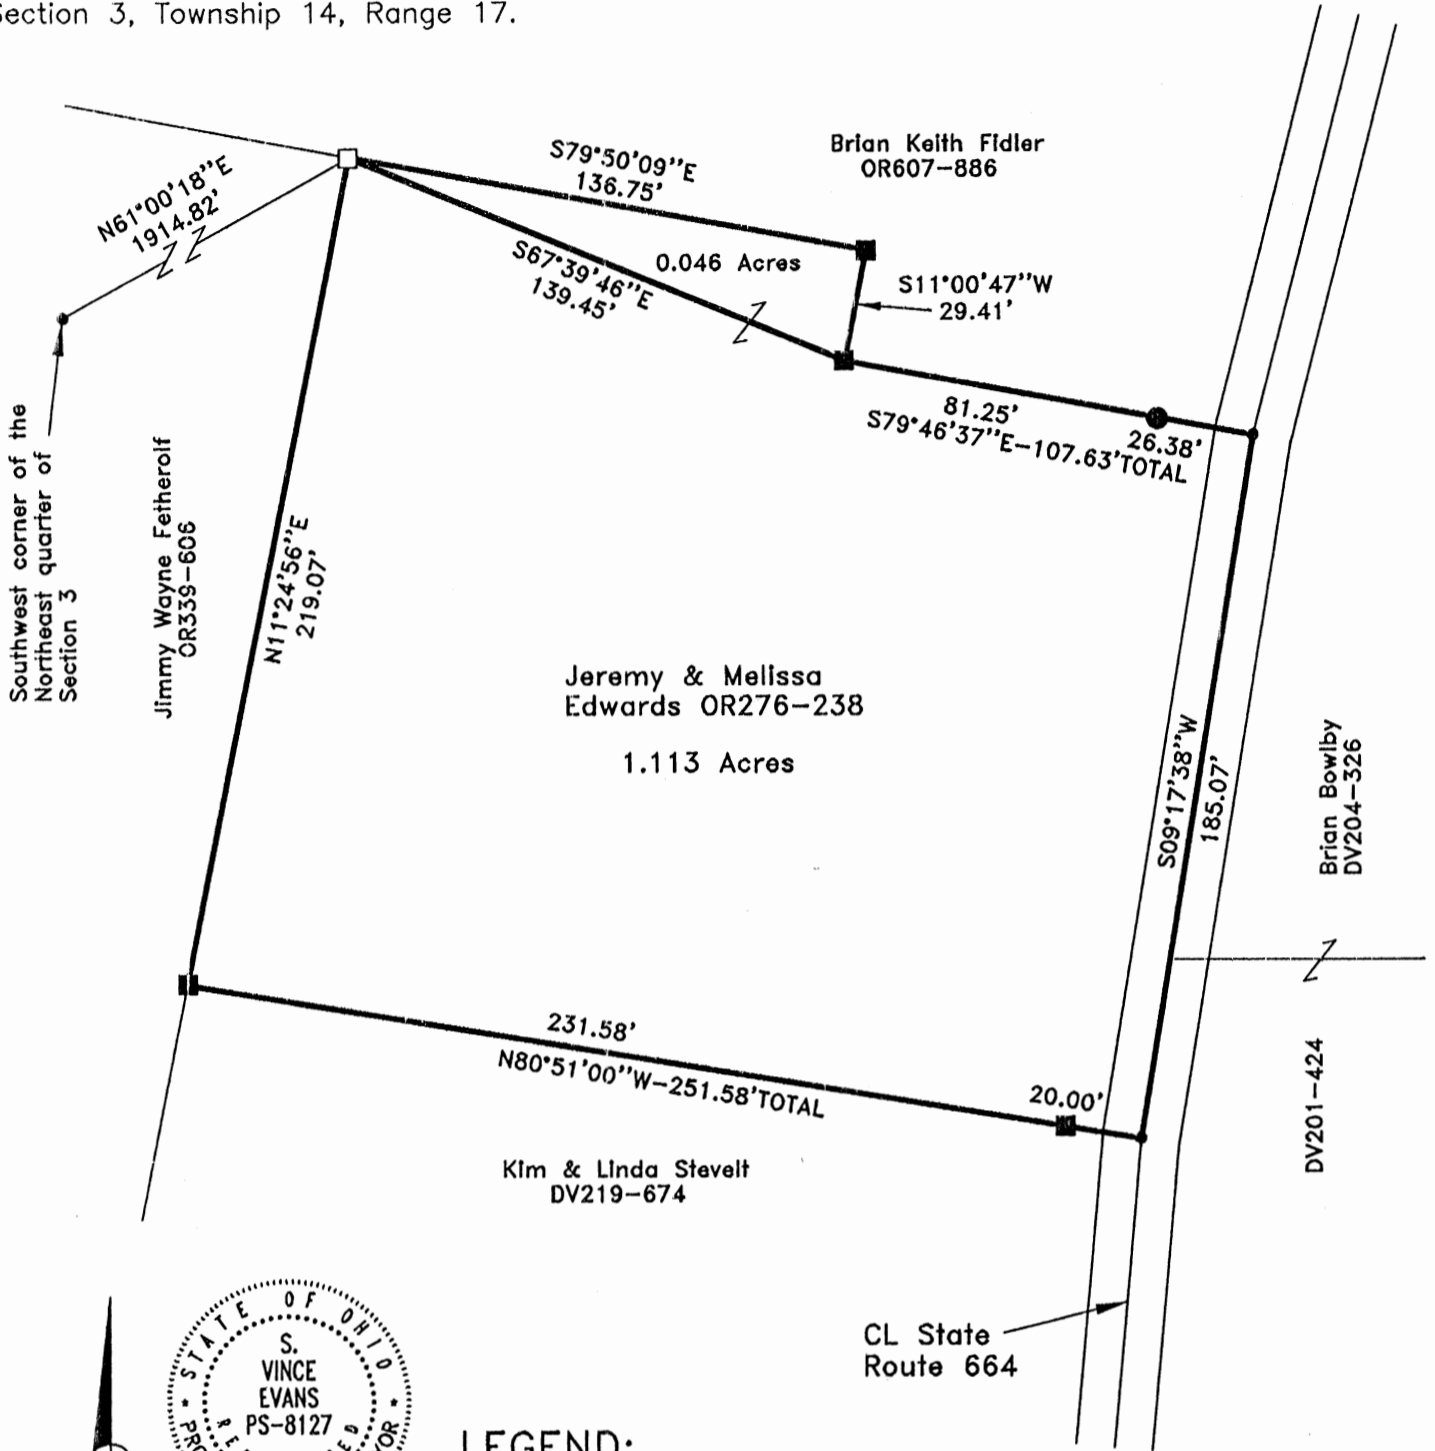 Section 3, Township 14, Range 17.
S79°50'09"E
136.75'
Brian Keith Fidler
OR607-886
N61°00'18"E
1914.82'
S67°39'46"E
139.45'
0.046 Acres
S11°00'47"W
29.41'
81.25'
26.38'
S79°46'37"E-107.63'TOTAL
Southwest corner of the
Northeast quarter of
Section 3
Jimmy Wayne Fetherolf
OR339-606
N11°24'56"E
219.07'
Jeremy & Melissa
Edwards OR276-238
1.113 Acres
S09°17'38"W
185.07'
Brian Bowlby
DV204-326
231.58'
N80°51'00"W-251.58'TOTAL
20.00'
DV201-424
Kim & Linda Stevelt
DV219-674
CL State
Route 664
STATE OF OHIO
S.
VINCE
EVANS
PS-8127
LEGEND: